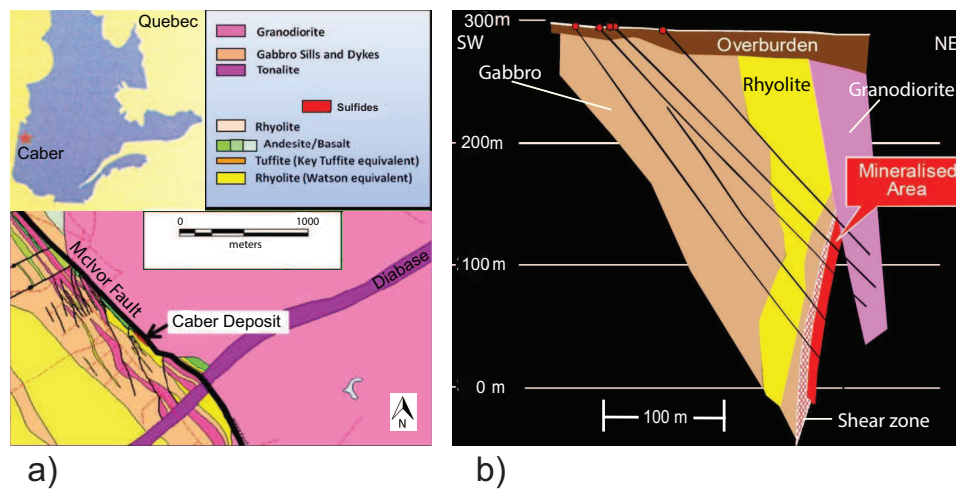 Quebec
Caber
Granodiorite
Gabbro Sills and Dykes
Tonalite
Sulfides
Rhyolite
Andesite/Basalt
Tuffite (Key Tuffite equivalent)
Rhyolite (Watson equivalent)
0 1000
meters
McIvor Fault
Diabase
Caber Deposit
N
a)
300m
SW
NE
Overburden
Gabbro
Rhyolite
Granodiorite
200 m
Mineralised
Area
100 m
0 m
100 m
Shear zone
b)